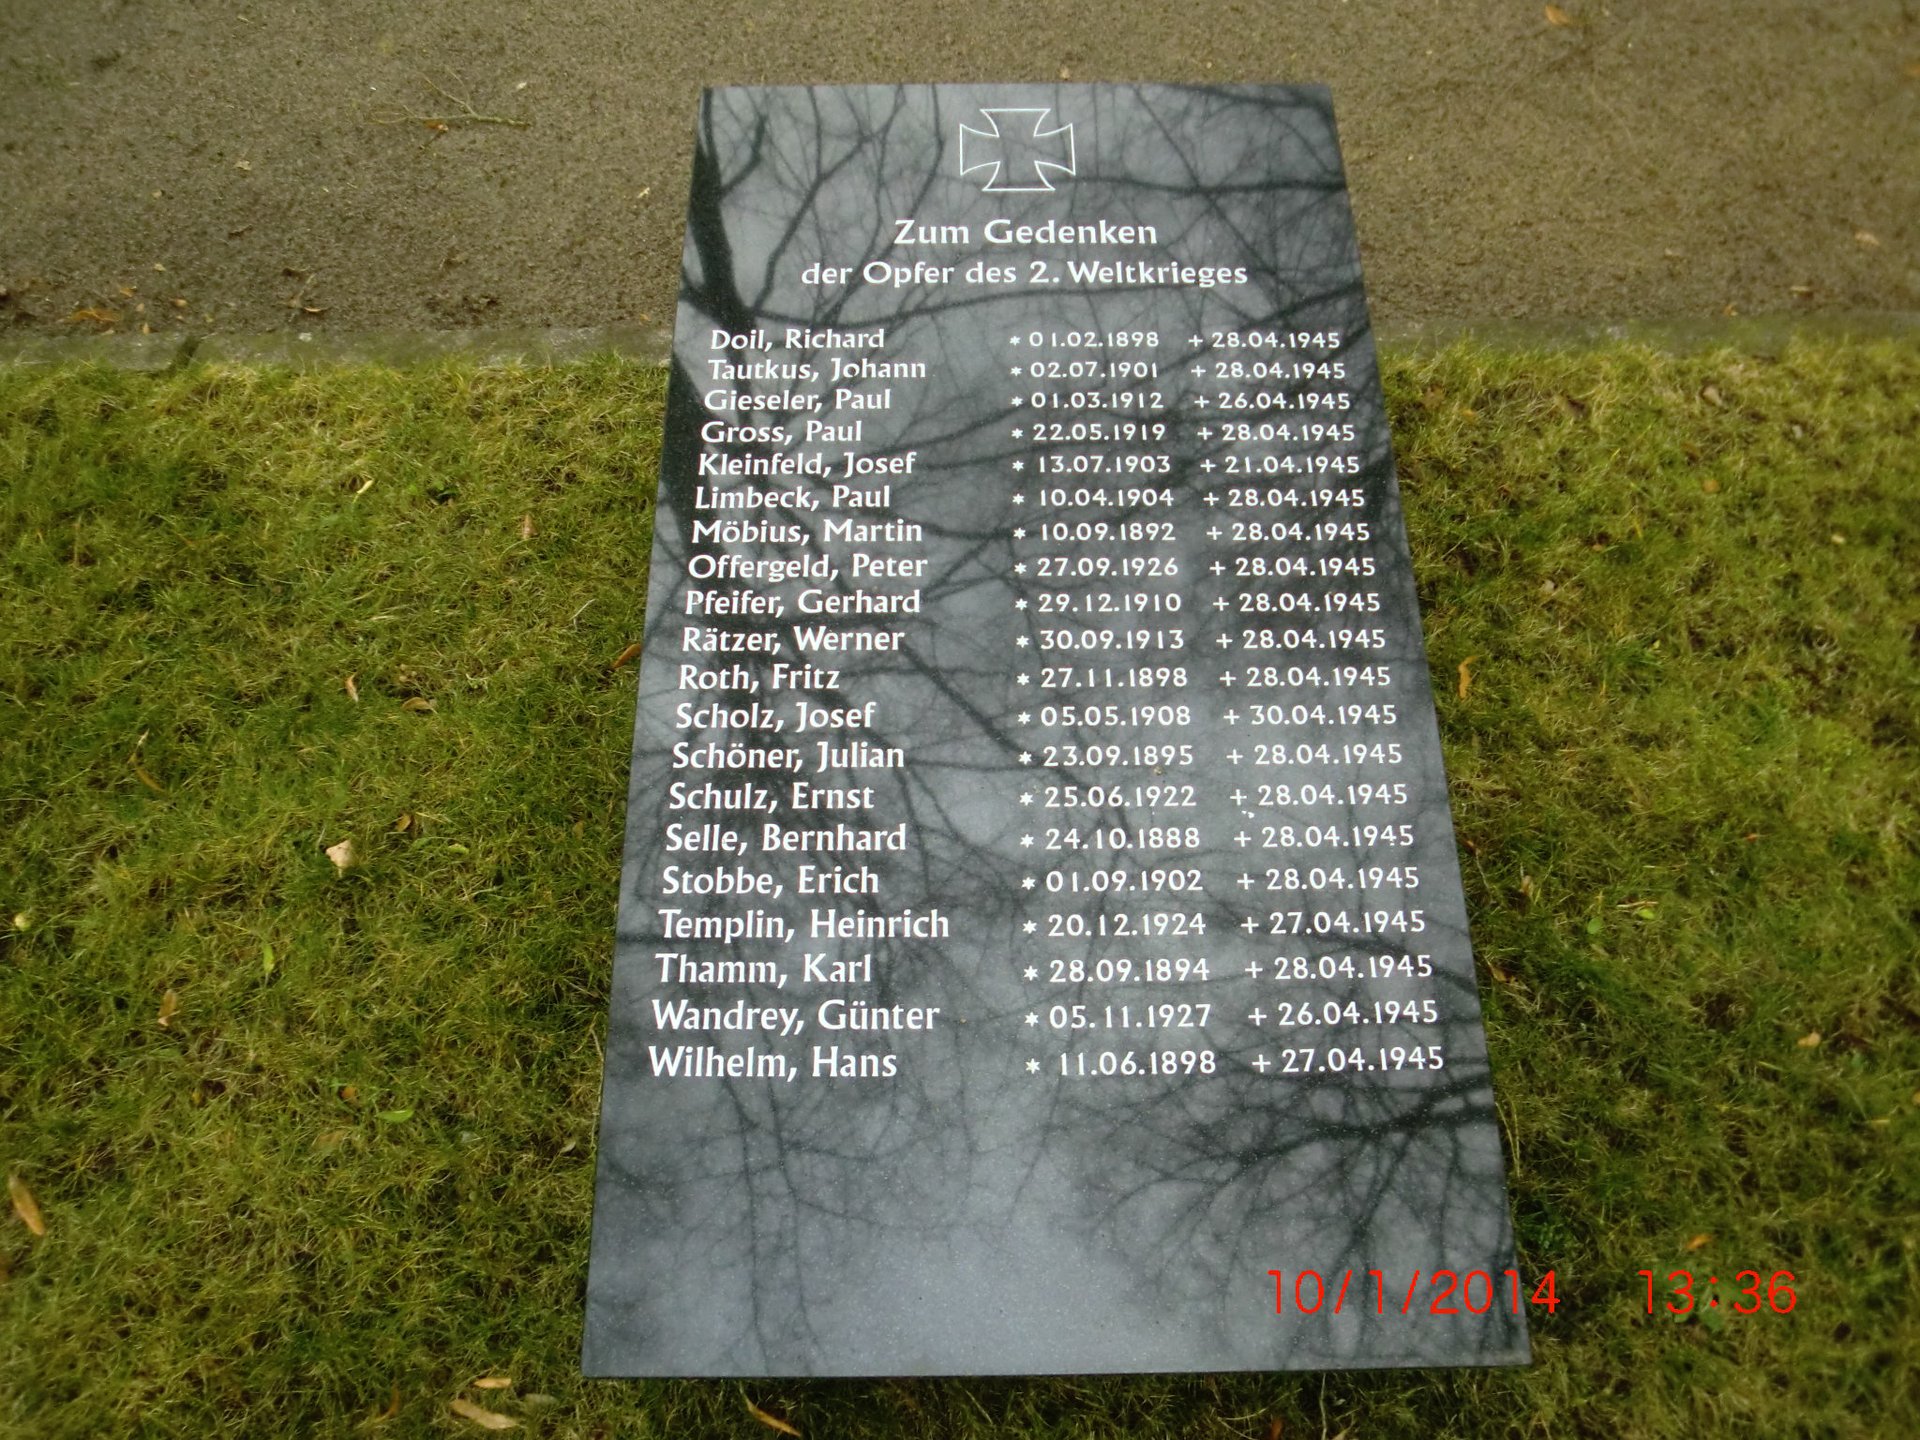 Zum Gedenken
der Opfer des 2. Weltkrieges
Doil, Richard * 01.02.1898 + 28.04.1945
Tautkus, Johann * 02.07.1901 + 28.04.1945
Gieseler, Paul * 01.03.1912 + 26.04.1945
Gross, Paul * 22.05.1919 + 28.04.1945
Kleinfeld, Josef * 13.07.1903 + 21.04.1945
Limbeck, Paul * 10.04.1904 + 28.04.1945
Möbius, Martin * 10.09.1892 + 28.04.1945
Offergeld, Peter * 27.09.1926 + 28.04.1945
Pfeifer, Gerhard * 29.12.1910 + 28.04.1945
Rätzer, Werner * 30.09.1913 + 28.04.1945
Roth, Fritz * 27.11.1898 + 28.04.1945
Scholz, Josef * 05.05.1908 + 30.04.1945
Schöner, Julian * 23.09.1895 + 28.04.1945
Schulz, Ernst * 25.06.1922 + 28.04.1945
Selle, Bernhard * 24.10.1888 + 28.04.1945
Stobbe, Erich * 01.09.1902 + 28.04.1945
Templin, Heinrich * 20.12.1924 + 27.04.1945
Thamm, Karl * 28.09.1894 + 28.04.1945
Wandrey, Günter * 05.11.1927 + 26.04.1945
Wilhelm, Hans * 11.06.1898 + 27.04.1945
10/1/2014 13:36